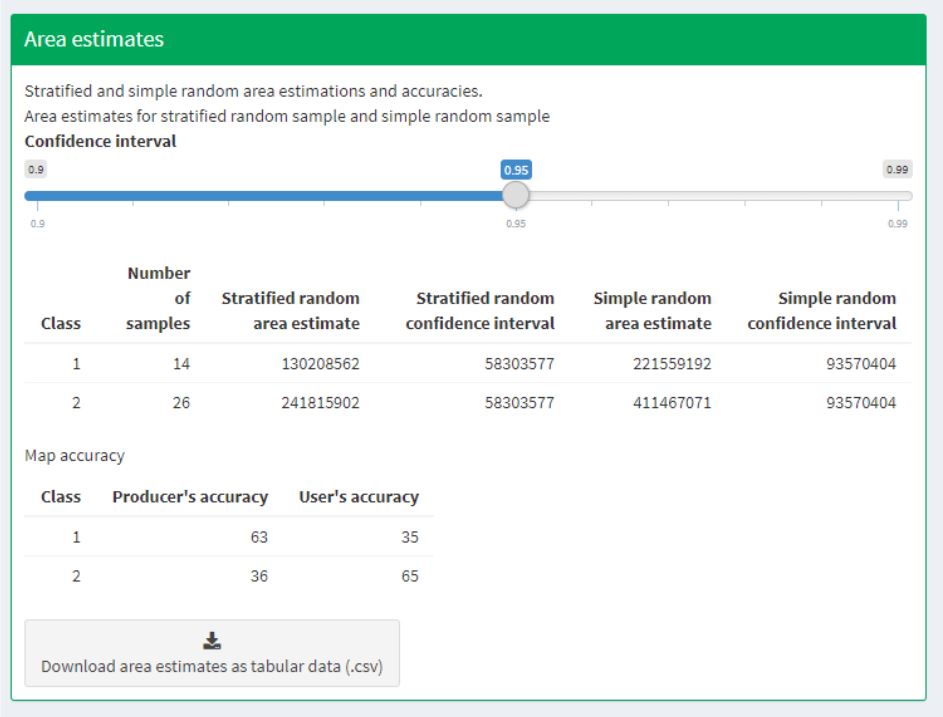 Area estimates
Stratified and simple random area estimations and accuracies.
Area estimates for stratified random sample and simple random sample
Confidence interval
0.9 0.95 0.99
0.9 0.95 0.99
Number
of Stratified random Stratified random Simple random Simple random
Class samples area estimate confidence interval area estimate confidence interval
1 14 130208562 58303577 221559192 93570404
2 26 241815902 58303577 411467071 93570404
Map accuracy
Class Producer's accuracy User's accuracy
1 63 35
2 36 65
Download area estimates as tabular data (.csv)